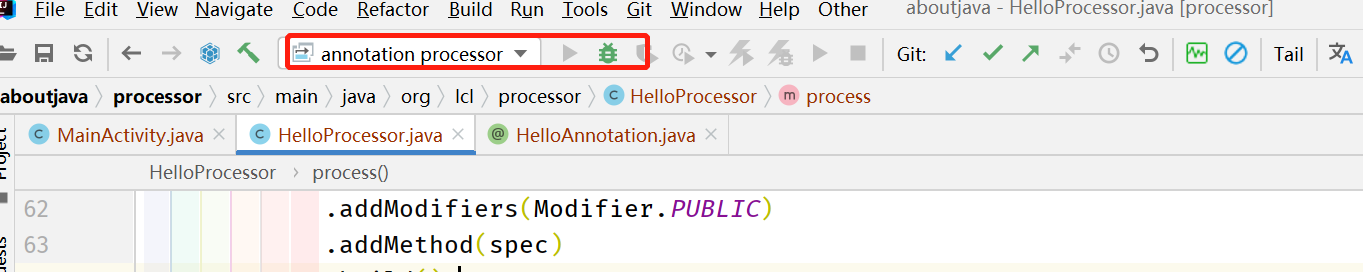 File Edit View Navigate Code Refactor Build Run Tools Git Window Help Other aboutjava - HelloProcessor.java [processor]
annotation processor Git: Tail
aboutjava processor src main java org lcl processor HelloProcessor process
MainActivity.java HelloProcessor.java HelloAnnotation.java
Project
HelloProcessor process()
62 .addModifiers(Modifier.PUBLIC)
63 .addMethod(spec)